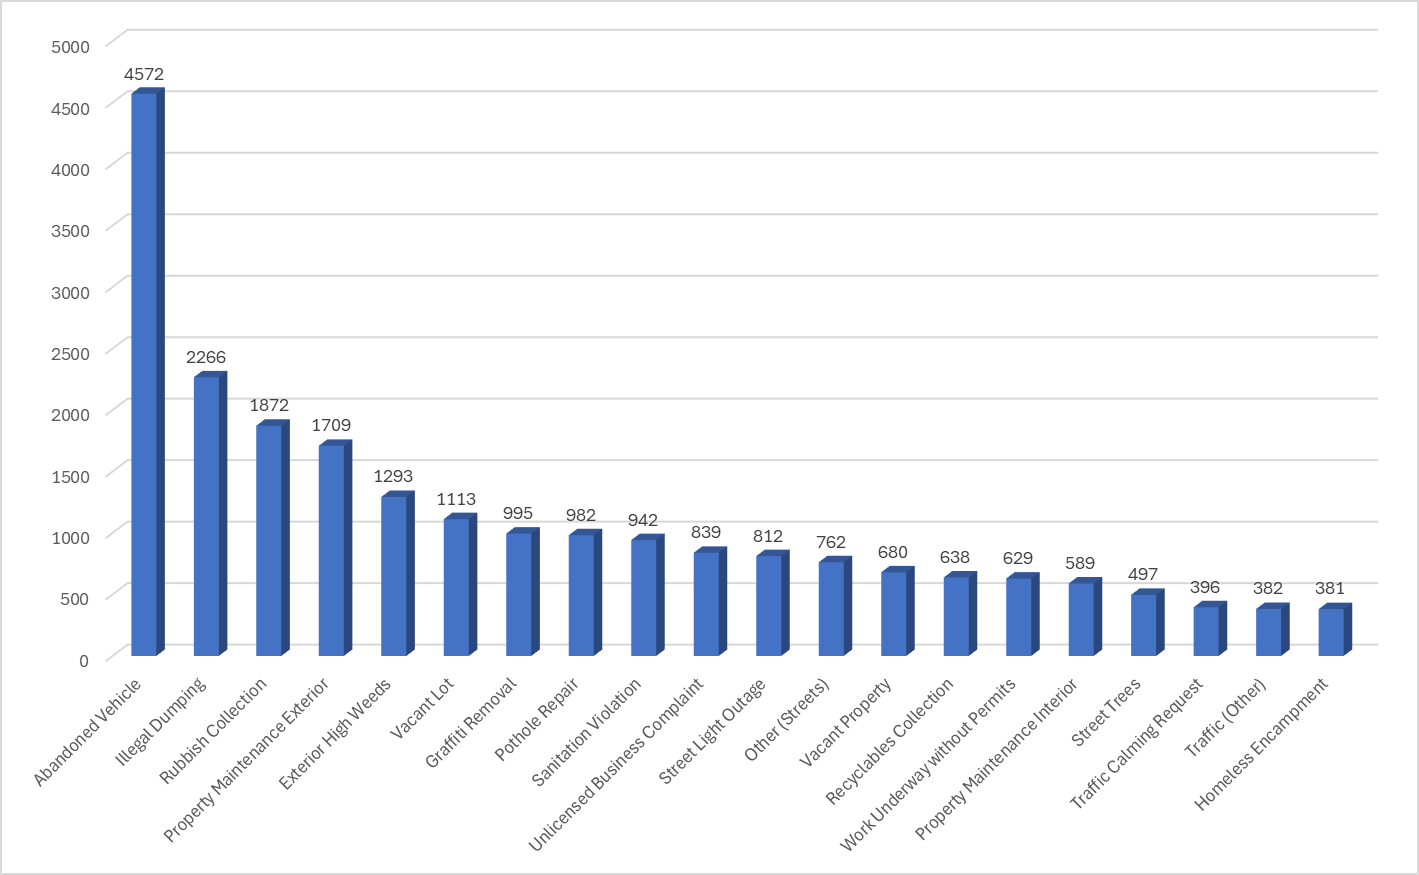 5000
4500
4000
3500
3000
2500
2000
1500
1000
500
0
4572
2266
1872
1709
1293
1113
995
982
942
839
812
762
680
638
629
589
497
396
382
381
Abandoned Vehicle
Illegal Dumping
Rubbish Collection
Property Maintenance Exterior
Exterior High Weeds
Vacant Lot
Graffiti Removal
Pothole Repair
Sanitation Violation
Unlicensed Business Complaint
Street Light Outage
Other (Streets)
Vacant Property
Recyclables Collection
Work Underway without Permits
Property Maintenance Interior
Street Trees
Traffic Calming Request
Traffic (Other)
Homeless Encampment